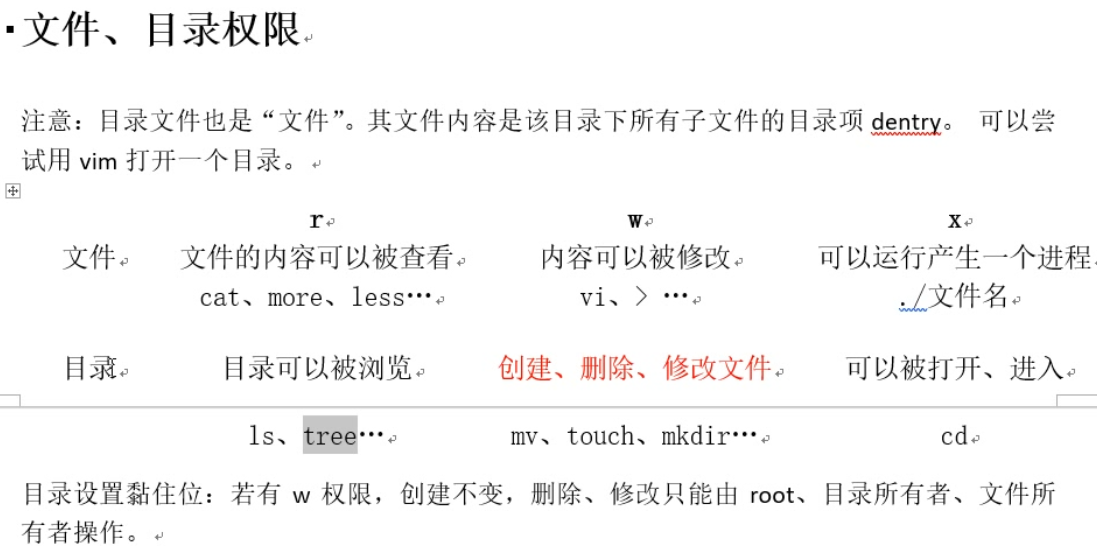 ▪文件、目录权限
注意：目录文件也是“文件”。其文件内容是该目录下所有子文件的目录项 dentry。 可以尝
试用 vim 打开一个目录。
r w x
文件 文件的内容可以被查看 内容可以被修改 可以运行产生一个进程
cat、more、less… vi、> … ./文件名
目录 目录可以被浏览 创建、删除、修改文件 可以被打开、进入
ls、tree… mv、touch、mkdir… cd
目录设置黏住位：若有 w 权限，创建不变，删除、修改只能由 root、目录所有者、文件所
有者操作。